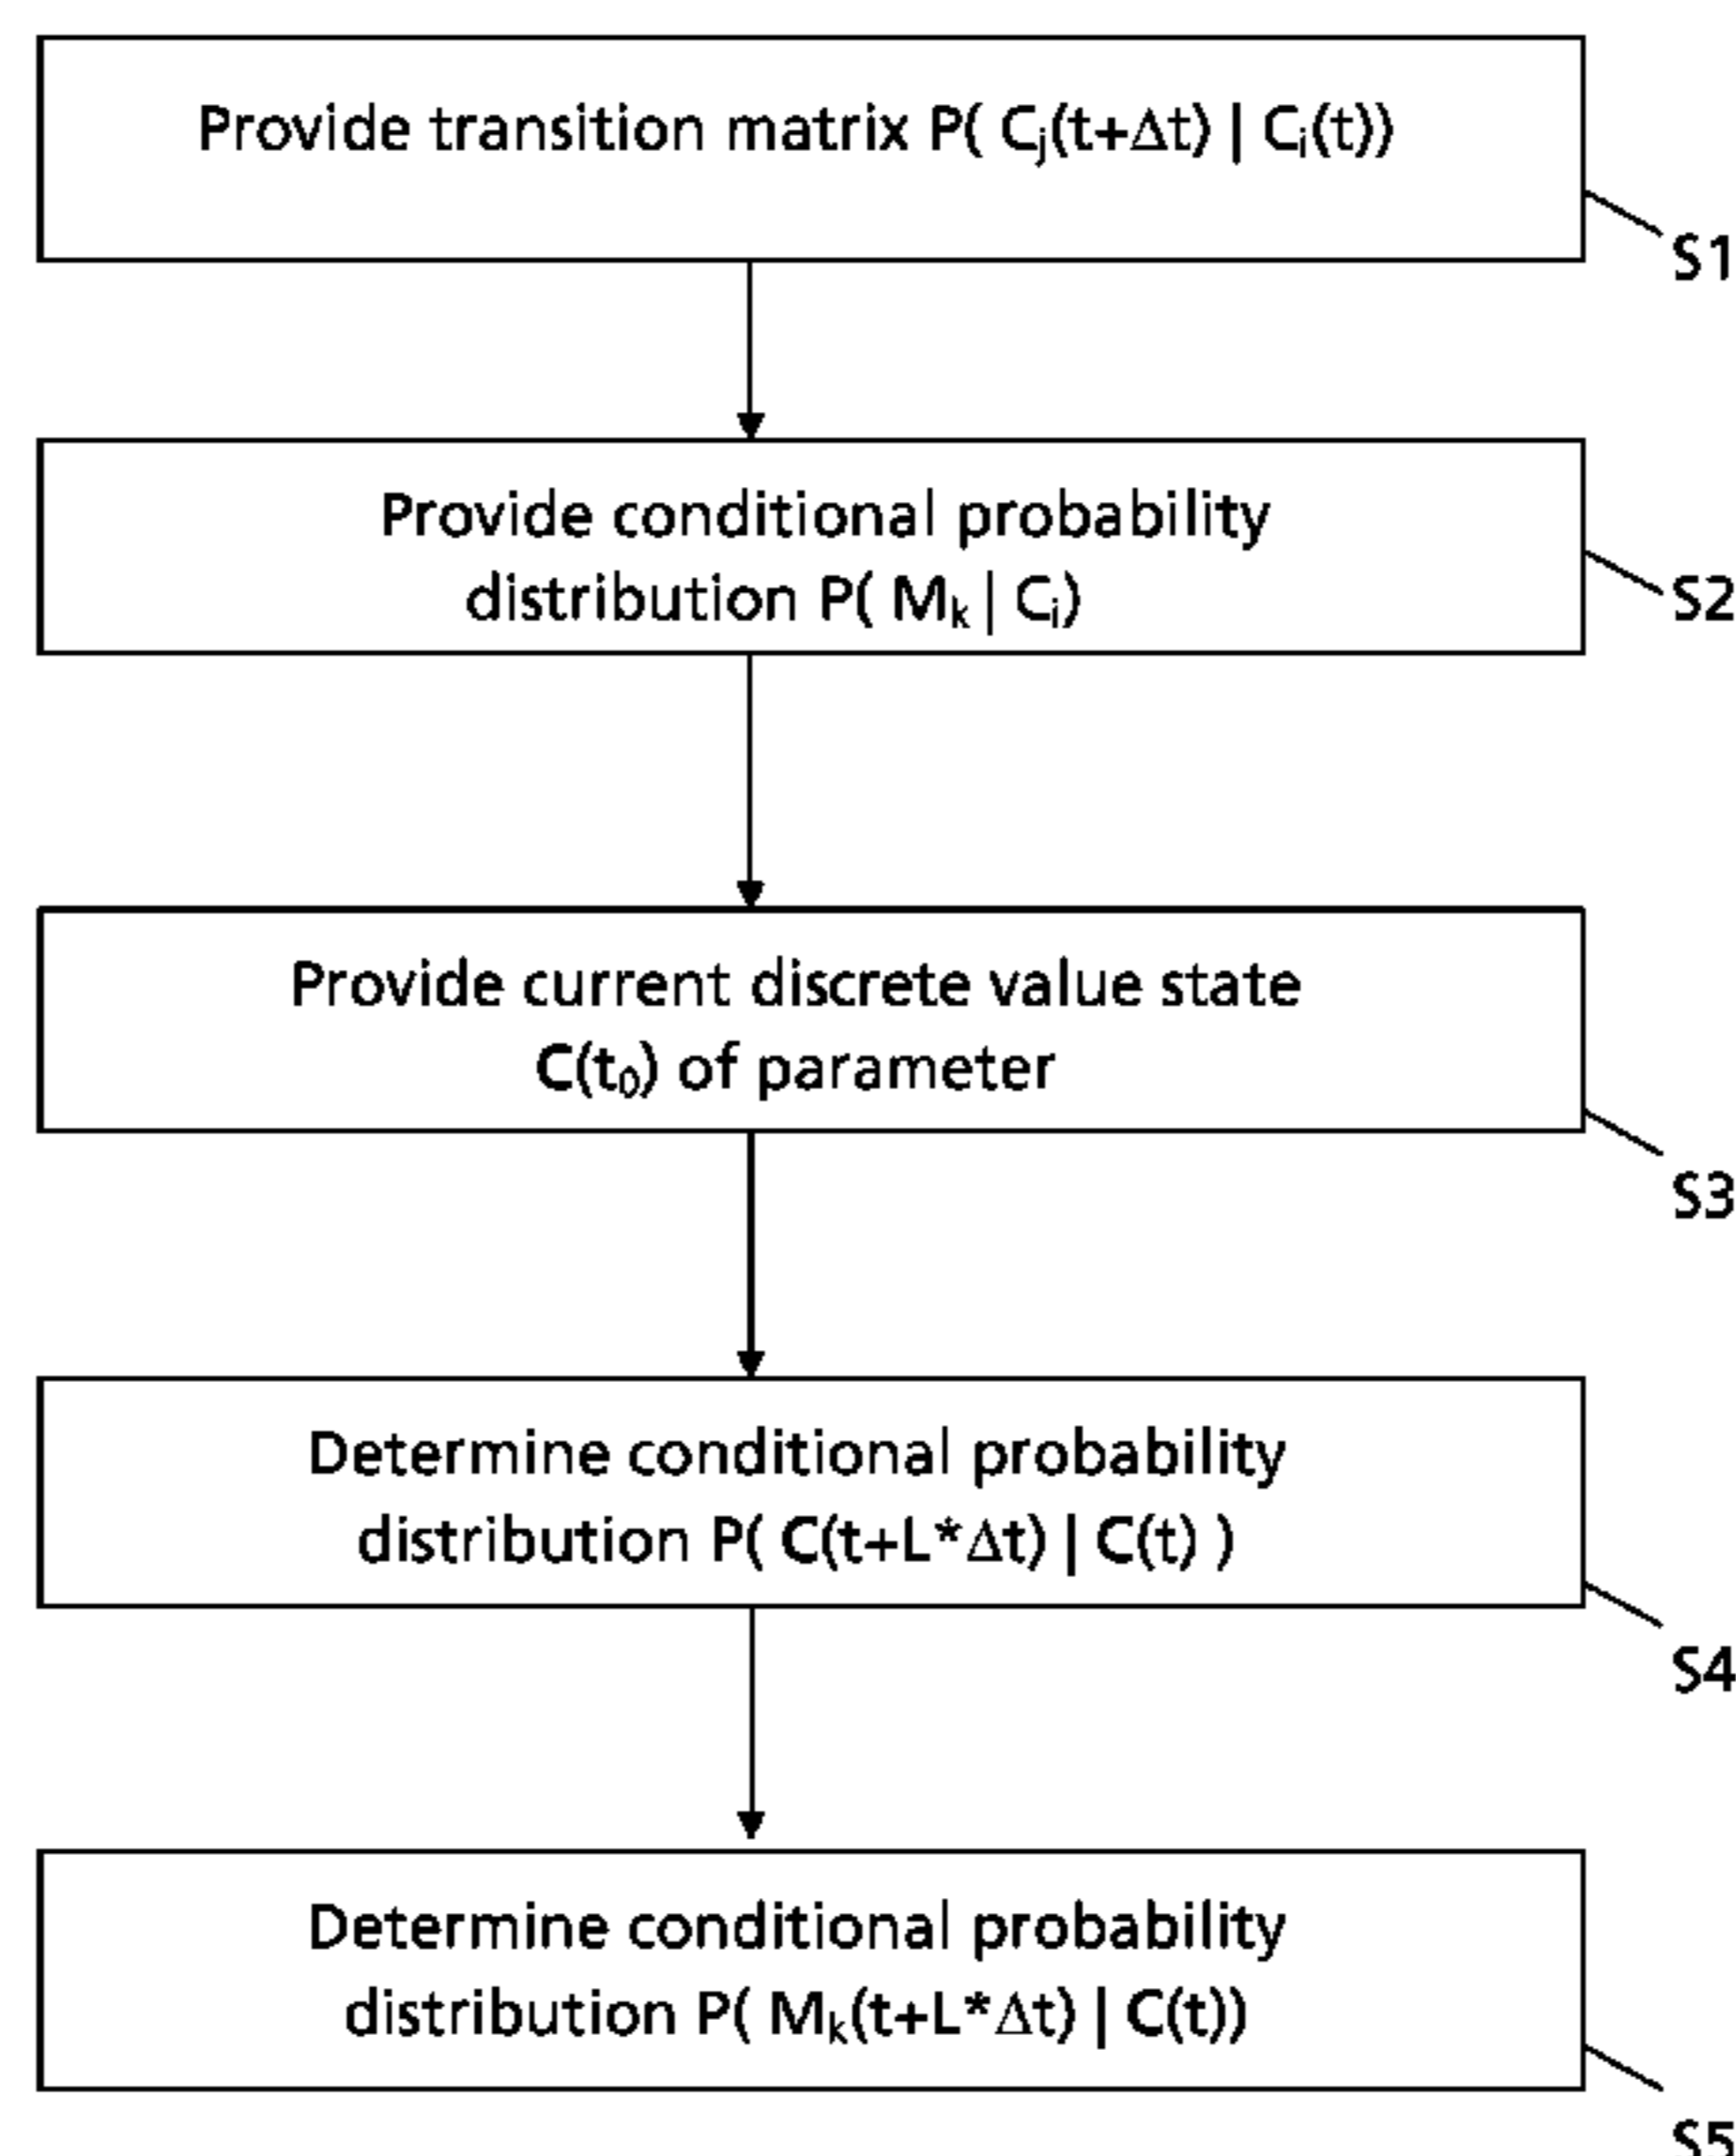 Provide transition matrix P( Cj(t+Δt) | Ci(t))
S1
Provide conditional probability
distribution P( Mk | Ci)
S2
Provide current discrete value state
C(t0) of parameter
S3
Determine conditional probability
distribution P( C(t+L*Δt) | C(t) )
S4
Determine conditional probability
distribution P( Mk(t+L*Δt) | C(t))
S5